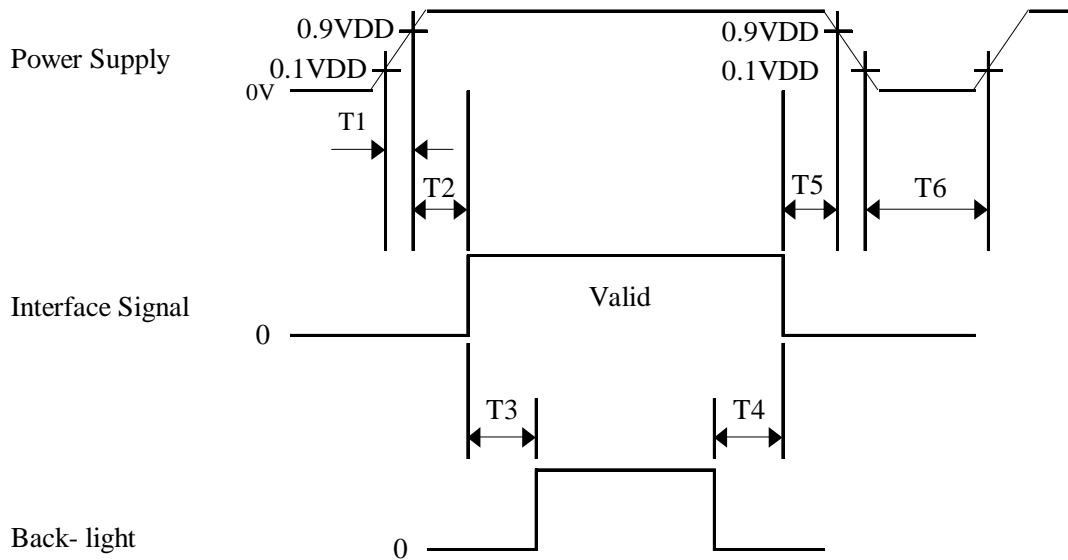 0.9VDD
0.9VDD
Power Supply
0.1VDD
0.1VDD
0V
T1
T2
T5
T6
Interface Signal
Valid
0
T3
T4
Back- light
0